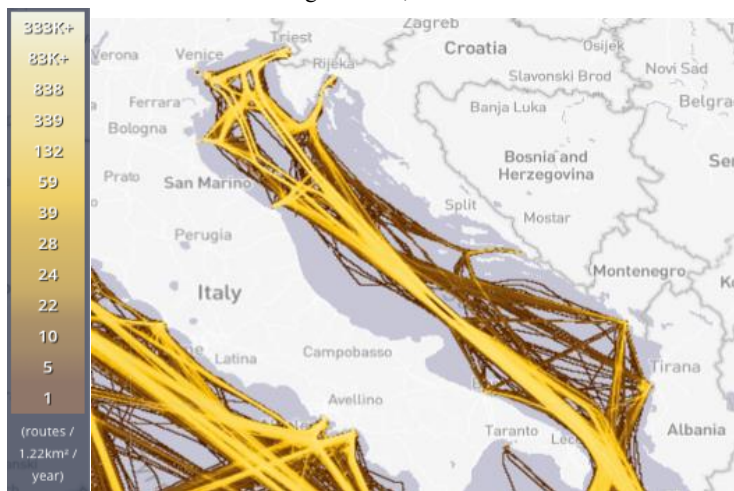 333K+
83K+
838
339
132
59
39
28
24
22
10
5
1
(routes /
1.22km² /
year)
Zagreb
Triest
Croatia
Osijek
Verona
Venice
Rijeka
Slavonski Brod
Novi Sad
Ferrara
Banja Luka
Belgra
Bologna
Prato
San Marino
Bosnia and
Herzegovina
Ser
Split
Mostar
Perugia
Montenegro
Italy
Latina
Campobasso
Tirana
Avellino
Taranto
Lecc
Albania